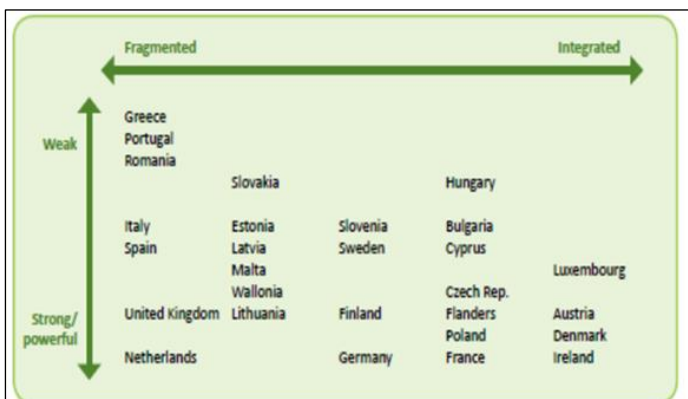 Fragmented Integrated
Weak
Greece
Portugal
Romania
Slovakia Hungary
Italy Estonia Slovenia Bulgaria
Spain Latvia Sweden Cyprus
Malta Luxembourg
Wallonia Czech Rep.
Strong/
powerful
United Kingdom Lithuania Finland Flanders Austria
Poland Denmark
Netherlands Germany France Ireland